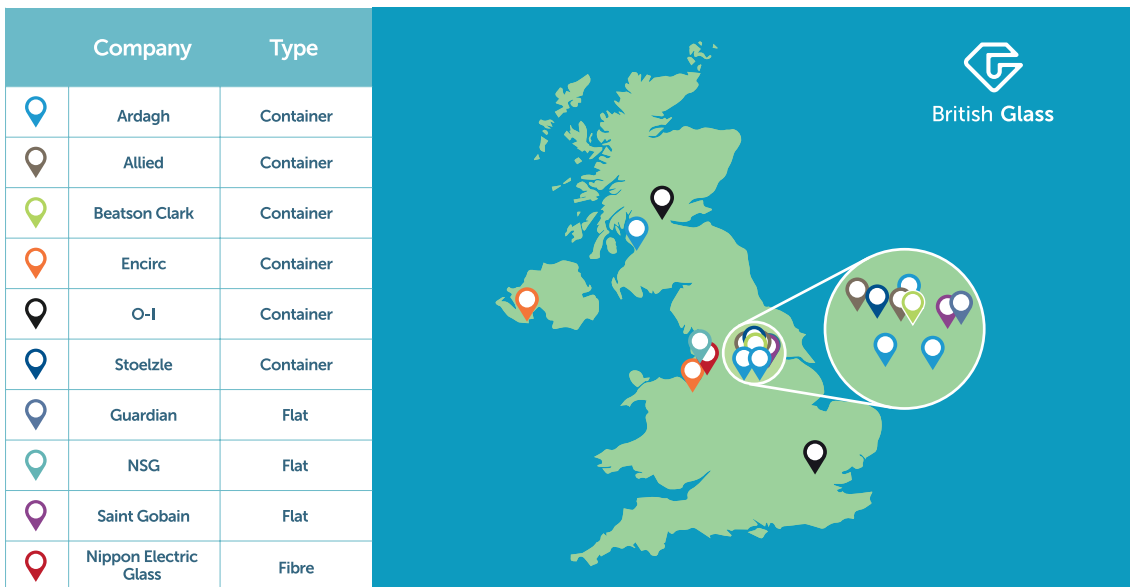 Company Type
Ardagh Container
Allied Container
Beatson Clark Container
Encirc Container
O-I Container
Stoelzle Container
Guardian Flat
NSG Flat
Saint Gobain Flat
Nippon Electric
Glass Fibre
British Glass